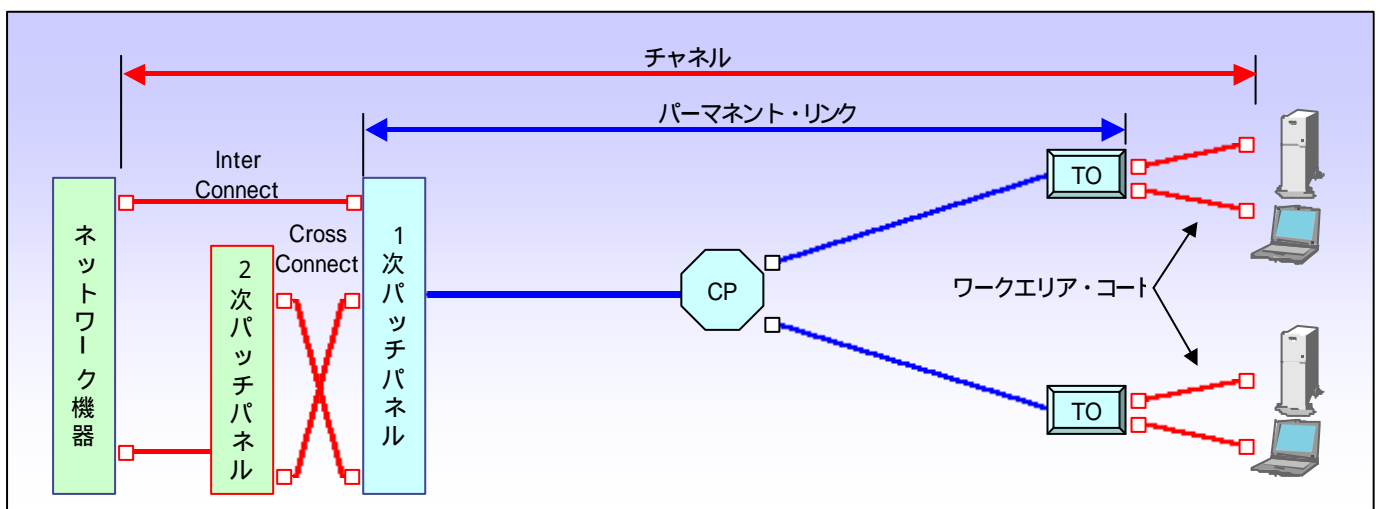 チャネル
パーマネント・リンク
Inter
Connect
Cross
Connect
ネットワーク機器
2次パッチパネル
1次パッチパネル
CP
TO
TO
ワークエリア・コート